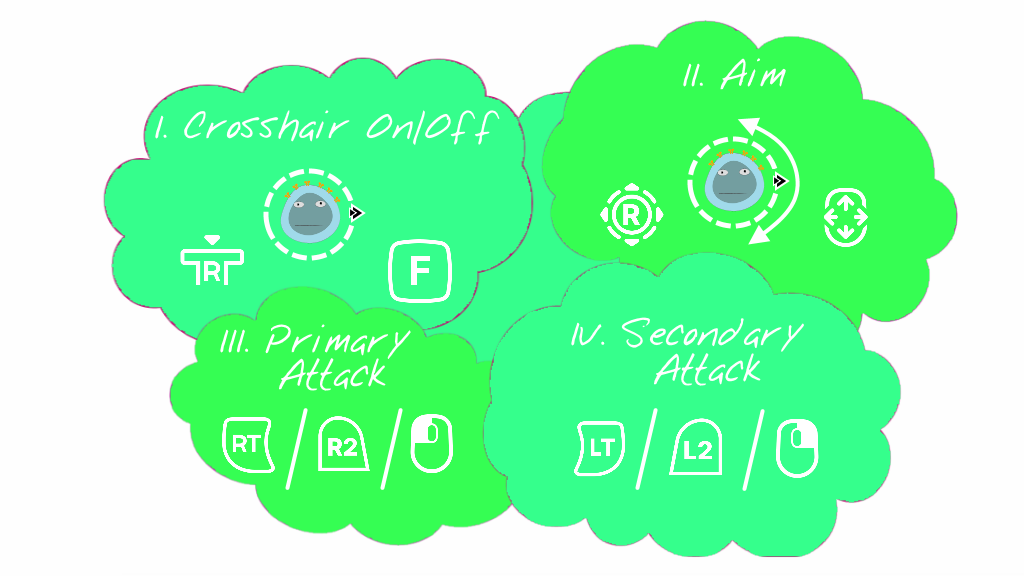 I. Crosshair On/Off
R
F
II. Aim
R
III. Primary
Attack
RT / R2 /
IV. Secondary
Attack
LT / L2 /